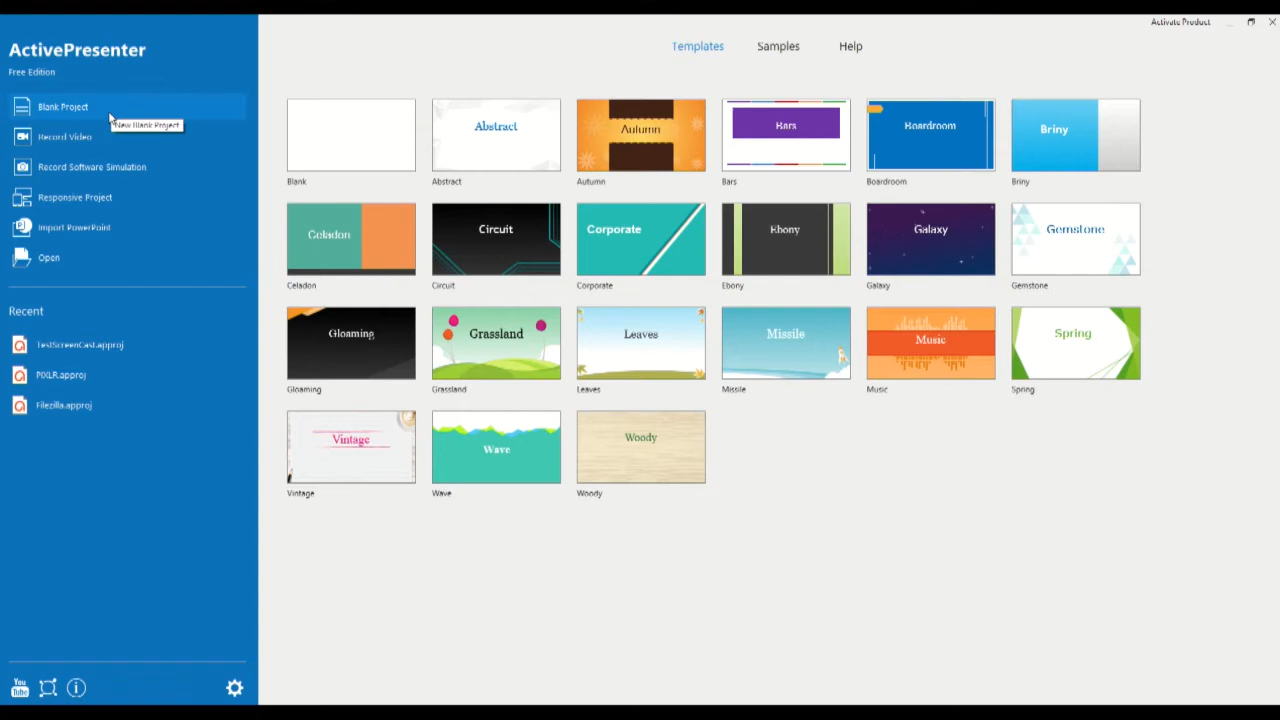 Activate Product
ActivePresenter
Free Edition
Blank Project
New Blank Project
Record Video
Record Software Simulation
Responsive Project
Import PowerPoint
Open
Recent
TestScreenCast.approj
PIXLR.approj
Filezilla.approj
You
Tube
Templates Samples Help
Abstract Autumn Bars Boardroom Briny
Blank Abstract Autumn Bars Boardroom Briny
Celadon Circuit Corporate Ebony Galaxy Gemstone
Celadon Circuit Corporate Ebony Galaxy Gemstone
Gloaming Grassland Leaves Missile Music Spring
Gloaming Grassland Leaves Missile Music Spring
Vintage Wave Woody
Vintage Wave Woody